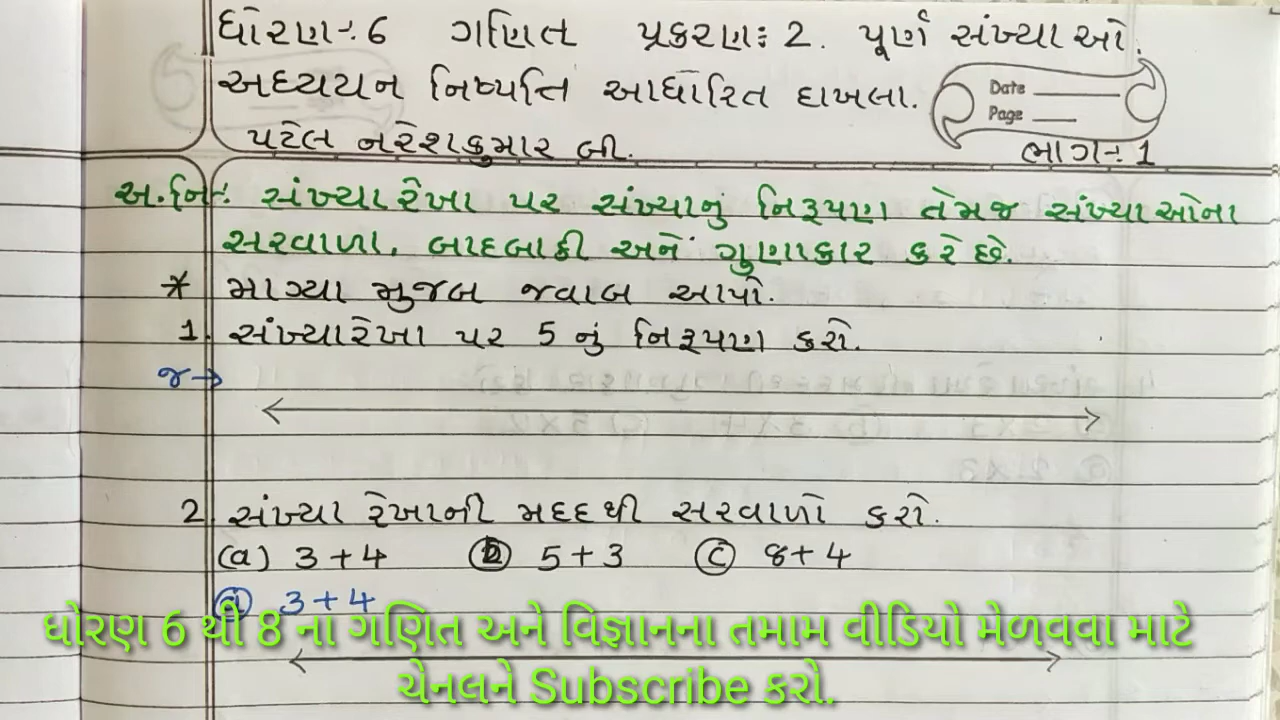 ધોરણ:-6 ગણિત પ્રકરણ: 2. પૂર્ણ સંખ્યાઓ.
અધ્યયન નિષ્પત્તિ આધારિત દાખલા.
Date
Page
પટેલ નરેશકુમાર બી.
ભાગ:-1
અ.નિ:- સંખ્યારેખા પર સંખ્યાનું નિરૂપણ તેમજ સંખ્યાઓના
સરવાળા, બાદબાકી અને ગુણાકાર કરે છે.
* માગ્યા મુજબ જવાબ આપો.
1. સંખ્યારેખા પર 5 નું નિરૂપણ કરો.
જ→
2 સંખ્યા રેખાની મદદથી સરવાળો કરો.
(a) 3+4 ⓑ 5+3 ⓒ 8+4
ⓐ 3+4
ધોરણ 6 થી 8 ના ગણિત અને વિજ્ઞાનના તમામ વીડિયો મેળવવા માટે
ચેનલને Subscribe કરો.